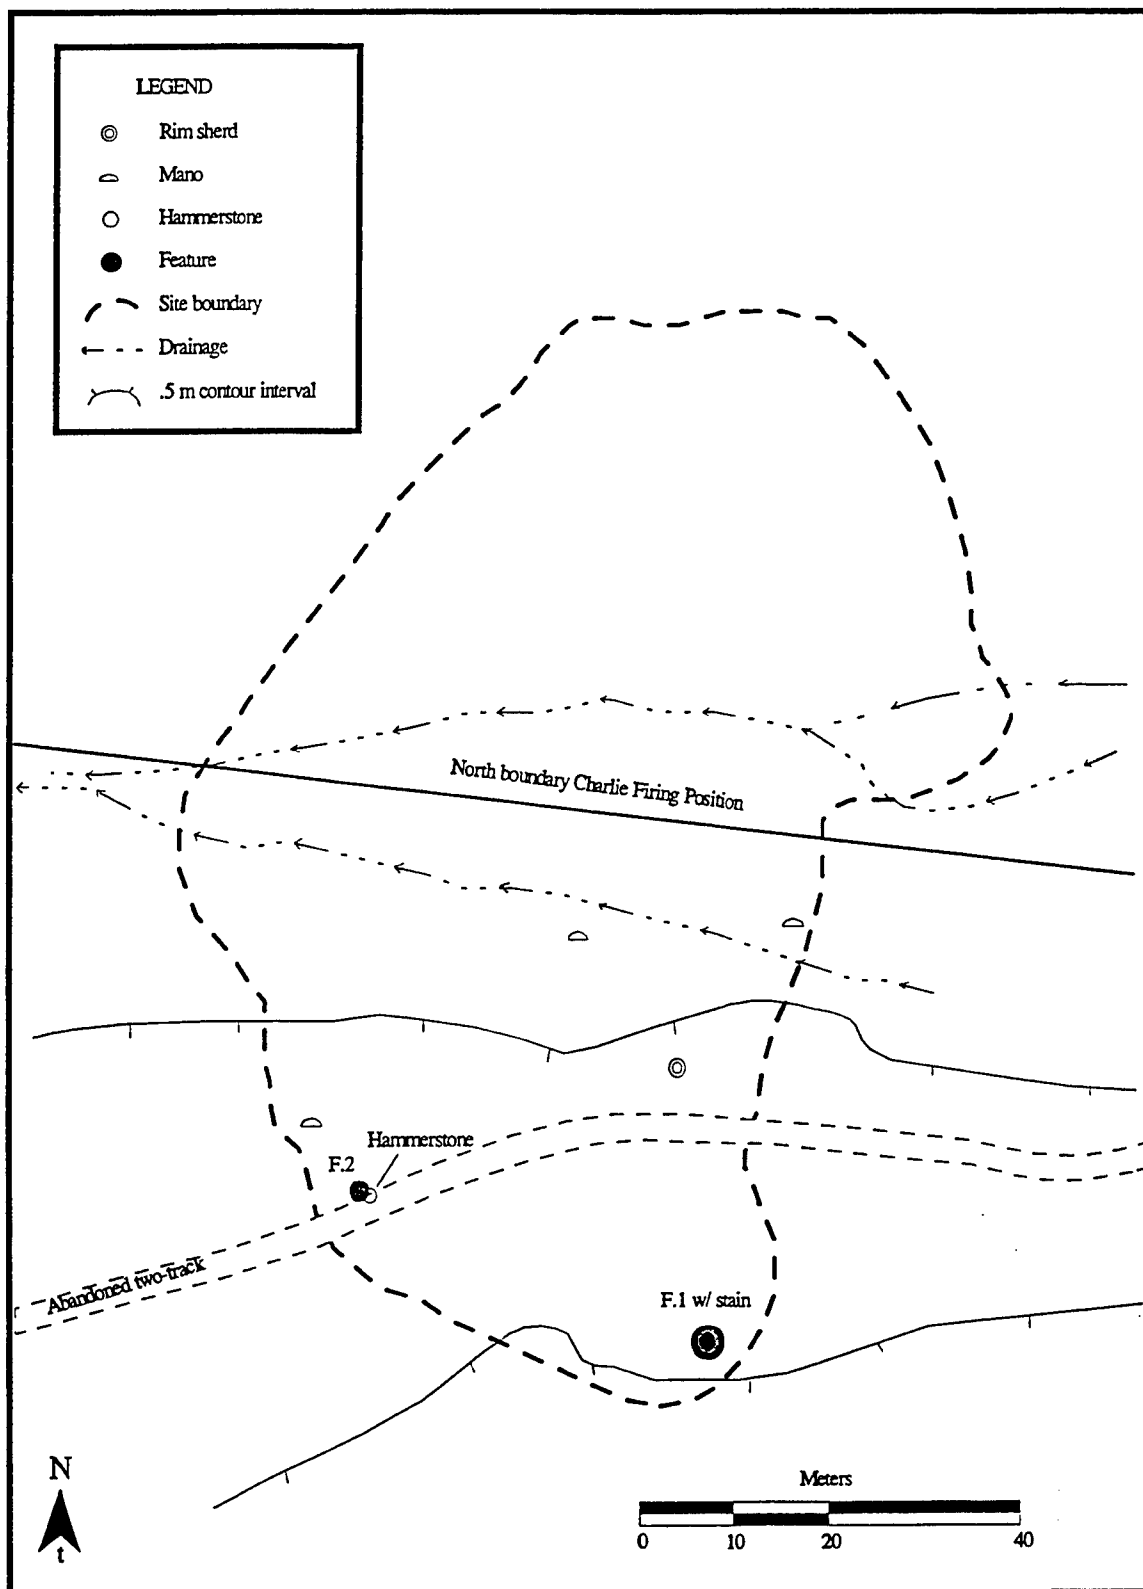 LEGEND
Rim sherd
Mano
Hammerstone
Feature
Site boundary
Drainage
.5 m contour interval
North boundary Charlie Firing Position
Hammerstone
F.2
Abandoned two-track
F.1 w/ stain
N
t
Meters
0 10 20 40